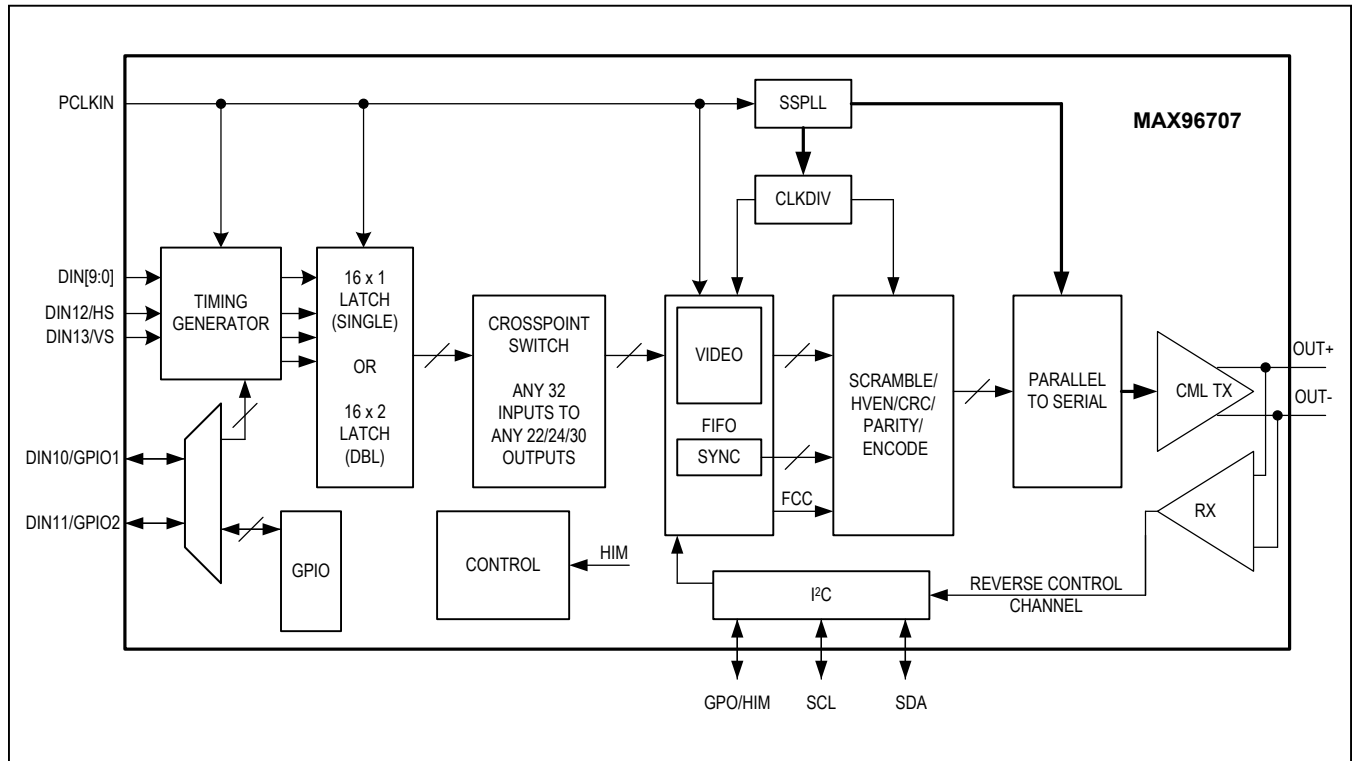 PCLKIN
SSPLL
MAX96707
CLKDIV
DIN[9:0]
DIN12/HS
DIN13/VS
TIMING
GENERATOR
16 x 1
LATCH
(SINGLE)
OR
16 x 2
LATCH
(DBL)
CROSSPOINT
SWITCH
ANY 32
INPUTS TO
ANY 22/24/30
OUTPUTS
VIDEO
FIFO
SYNC
FCC
SCRAMBLE/
HVEN/CRC/
PARITY/
ENCODE
PARALLEL
TO SERIAL
CML TX
OUT+
OUT-
RX
DIN10/GPIO1
DIN11/GPIO2
GPIO
CONTROL
HIM
I²C
REVERSE CONTROL
CHANNEL
GPO/HIM
SCL
SDA